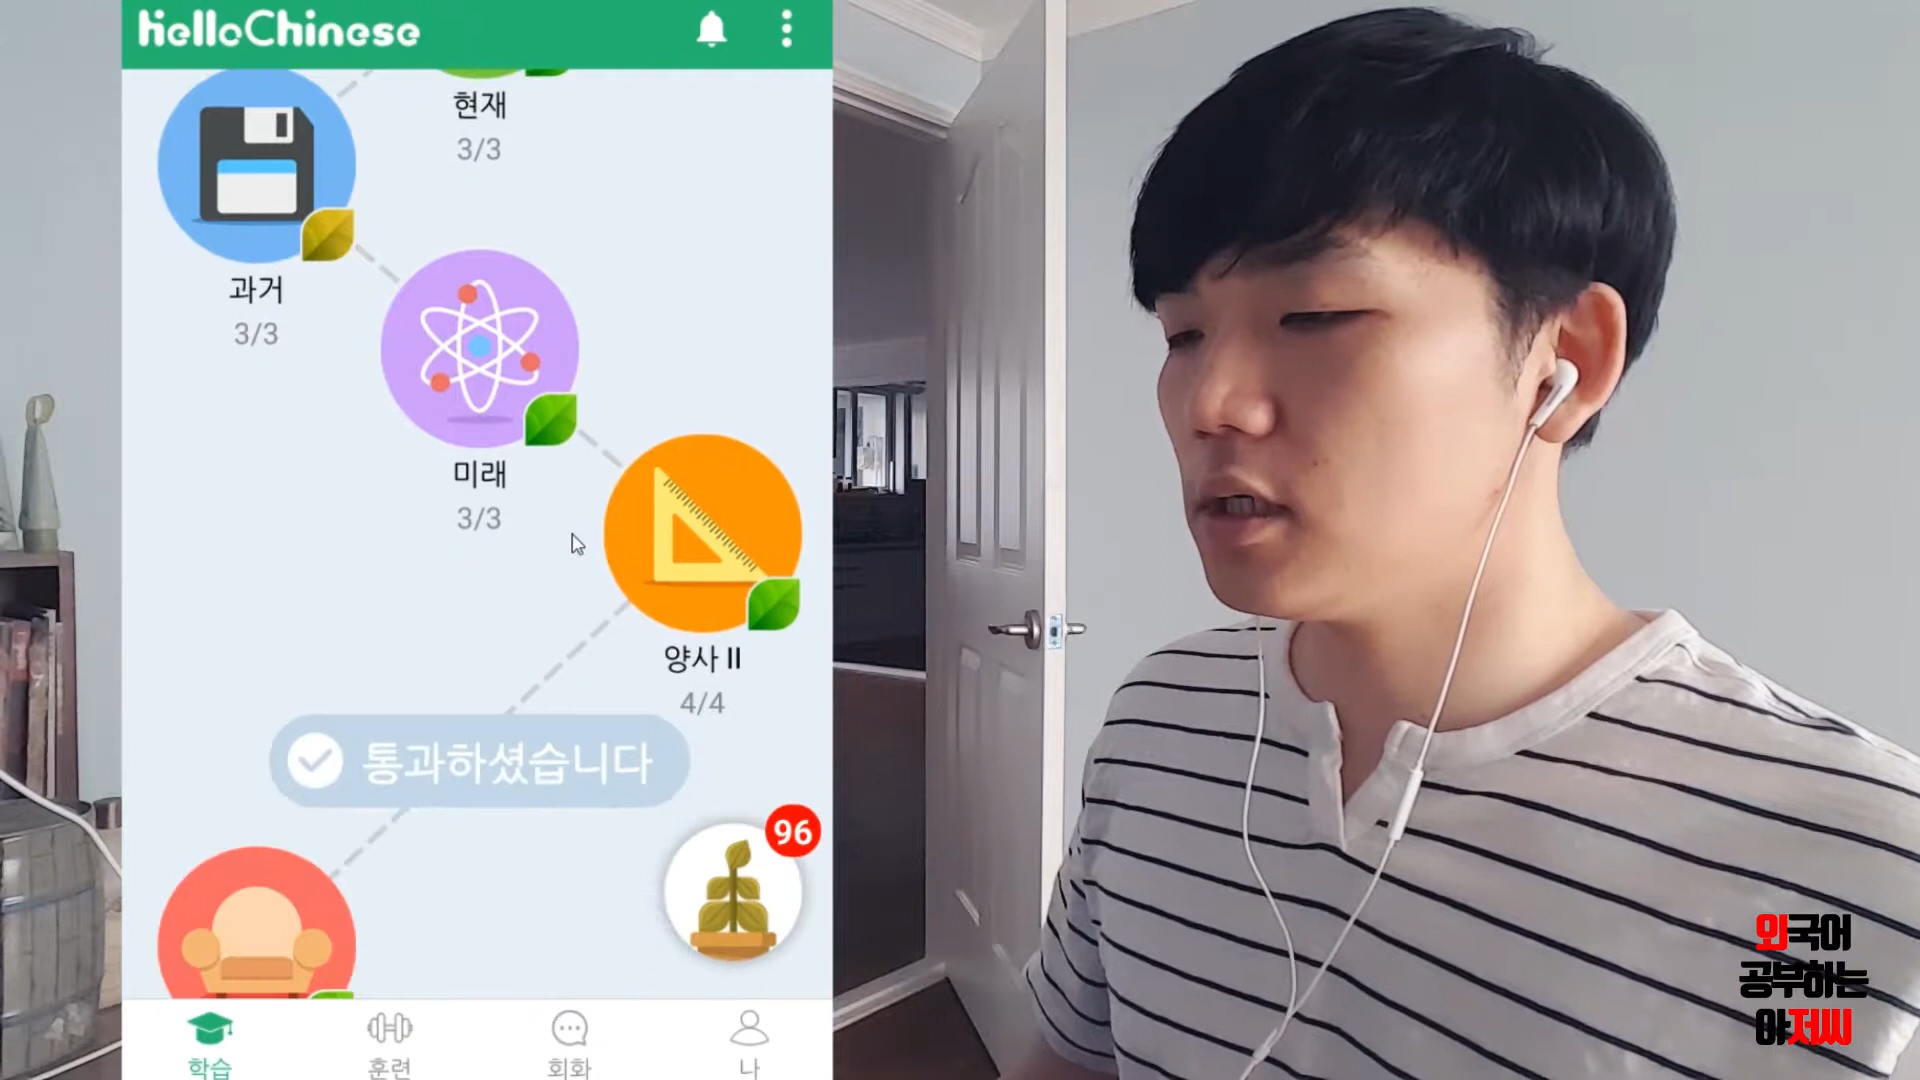 helloChinese
현재
3/3
과거
3/3
미래
3/3
양사 II
4/4
통과하셨습니다
96
학습
훈련
회화
나
외국어
공부하는
아저씨